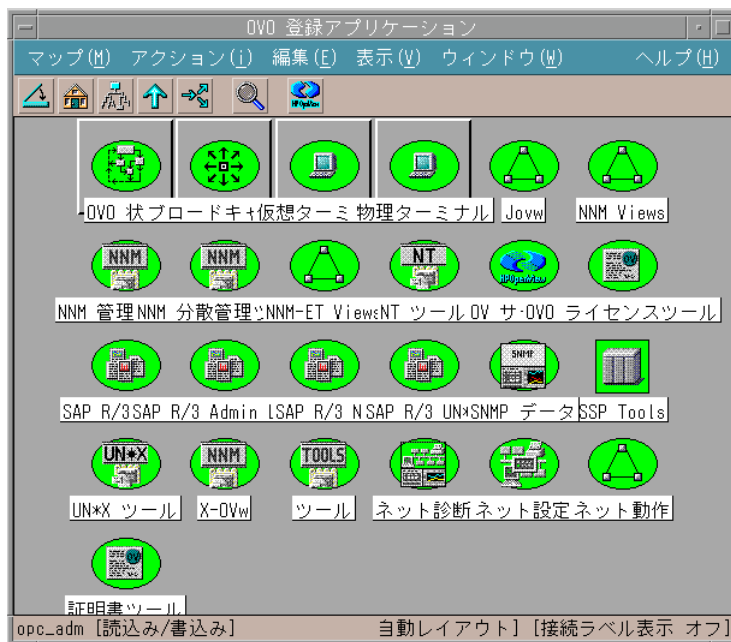 OVO 登録アプリケーション
マップ(M) アクション(i) 編集(E) 表示(V) ウィンドウ(W) ヘルプ(H)
HP OpenView
OVO 状 ブロードキャ 仮想ターミ 物理ターミナル Jovw NNM Views
NNM NNM NT HPOpenView OV
NNM 管理 NNM 分散管理ツ NNM-ET Views NT ツール OV サ・OVO ライセンスツール
SNMP
SAP R/3 SAP R/3 Admin L SAP R/3 N SAP R/3 UN* SNMP データ SSP Tools
UN*X NNM TOOLS
UN*X ツール X-OVw ツール ネット診断 ネット設定 ネット動作
OV
証明書ツール
opc_adm [読込み/書込み] 自動レイアウト] [接続ラベル表示 オフ]